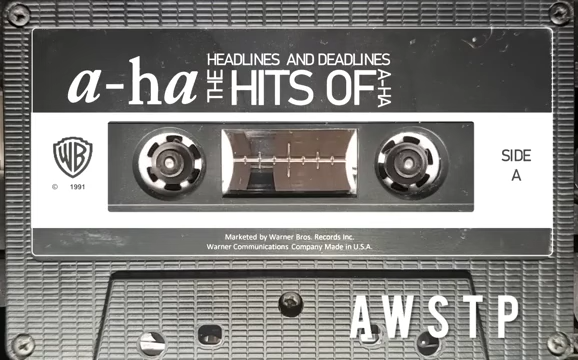 a-ha
HEADLINES AND DEADLINES
THE HITS OF A-HA
WB
© 1991
SIDE
A
Marketed by Warner Bros. Records Inc.
Warner Communications Company Made in U.S.A.
AWSTP